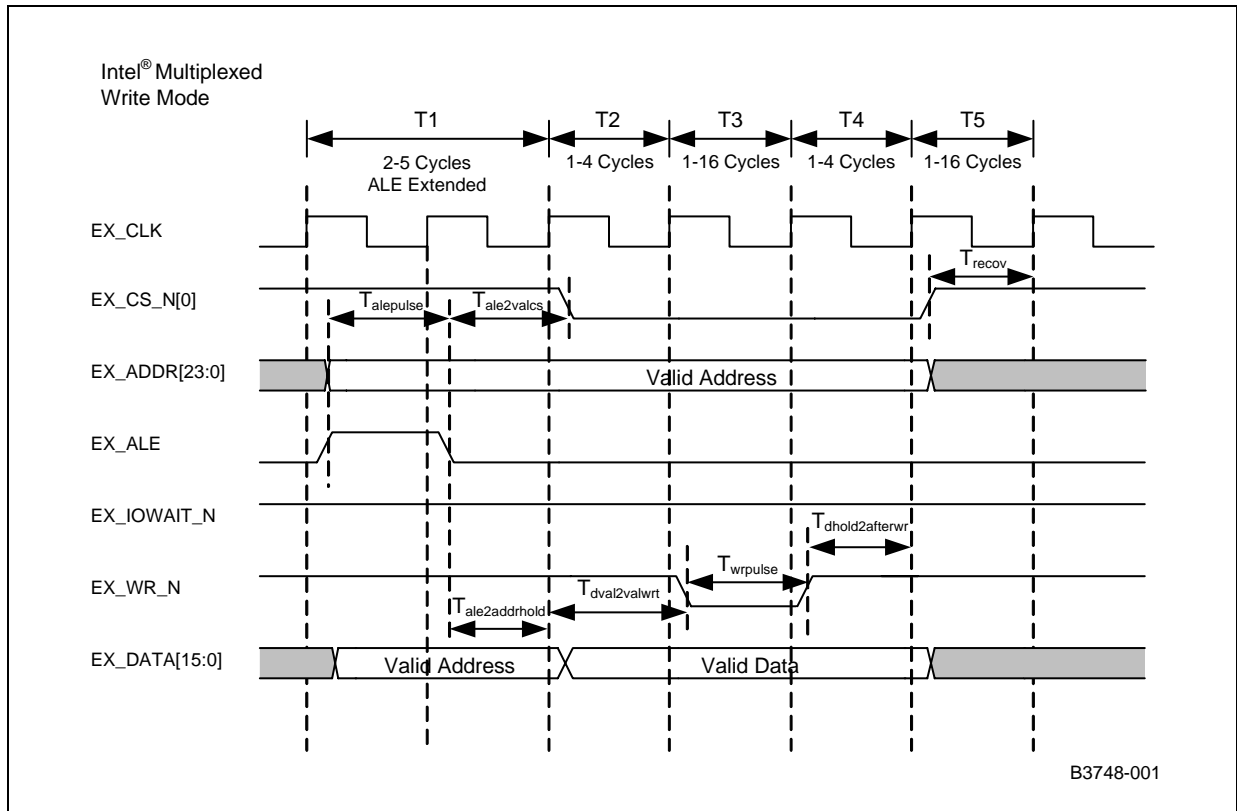 Intel® Multiplexed
Write Mode
T1 T2 T3 T4 T5
2-5 Cycles 1-4 Cycles 1-16 Cycles 1-4 Cycles 1-16 Cycles
ALE Extended
EX_CLK
Trecov
EX_CS_N[0]
Talepulse Tale2valcs
EX_ADDR[23:0] Valid Address
EX_ALE
EX_IOWAIT_N
Tdhold2afterwr
Twrpulse
EX_WR_N Tdval2valwrt
Tale2addrhold
EX_DATA[15:0] Valid Address Valid Data
B3748-001